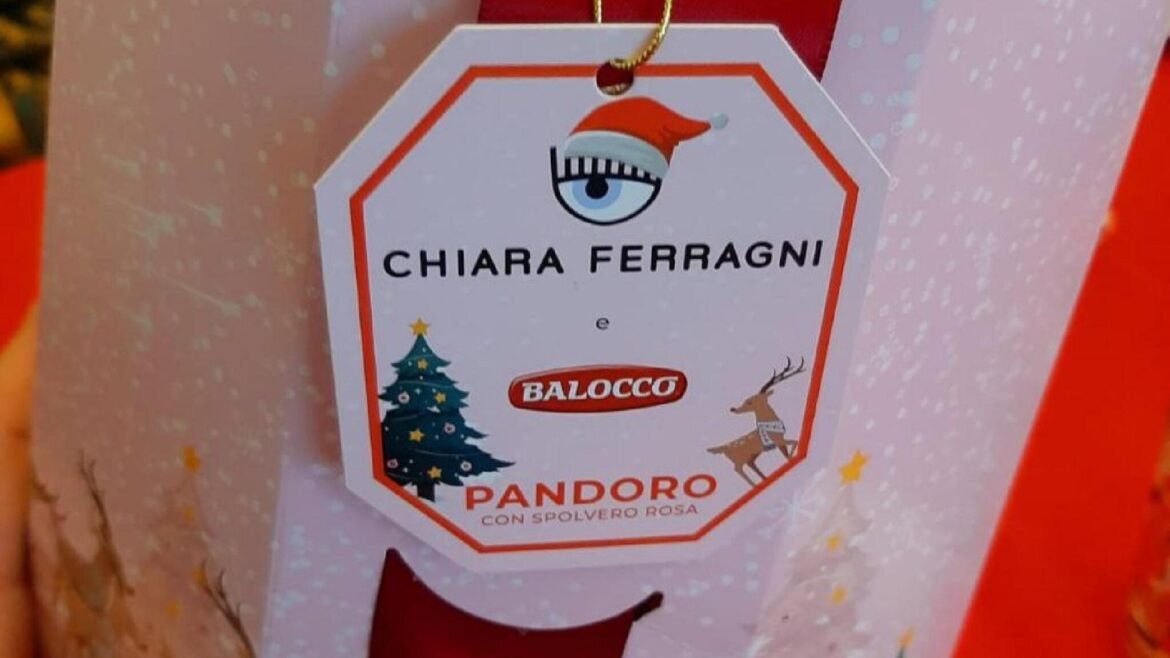 CHIARA FERRAGNI
e
BALOCCO
PANDORO
CON SPOLVERO ROSA